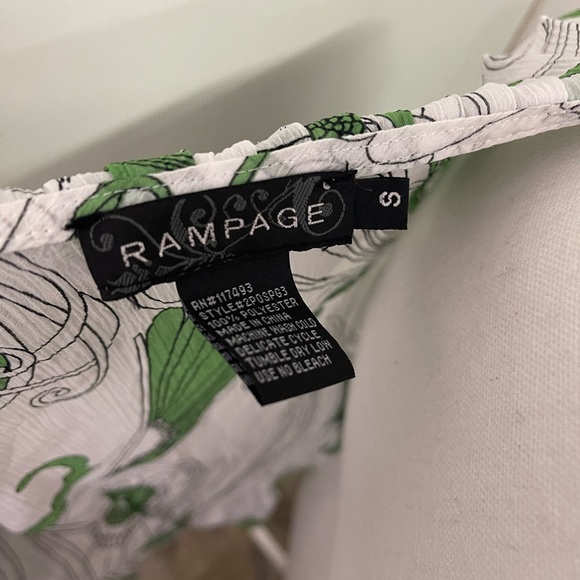 RAMPAGE
S
RN#117493
STYLE#2POSPG3
100% POLYESTER
MADE IN CHINA
MACHINE WASH COLD
DELICATE CYCLE
TUMBLE DRY LOW
USE NO BLEACH